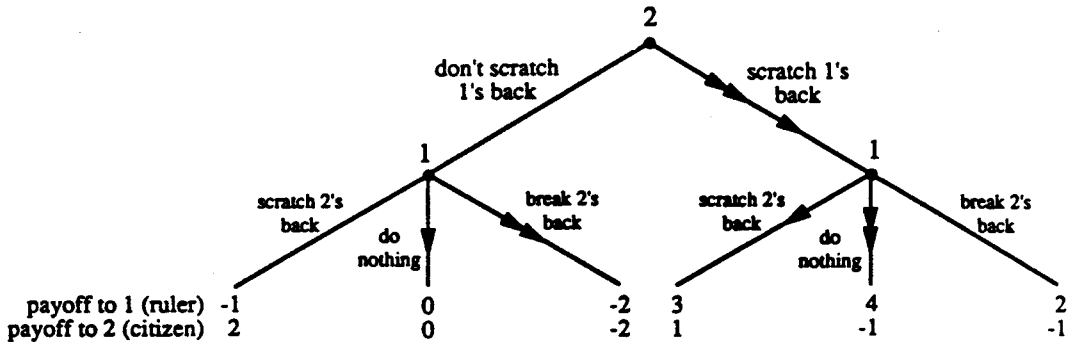 2
don't scratch
1's back
scratch 1's
back
1
1
scratch 2's
back
do
nothing
break 2's
back
scratch 2's
back
do
nothing
break 2's
back
payoff to 1 (ruler) -1 0 -2 3 4 2
payoff to 2 (citizen) 2 0 -2 1 -1 -1